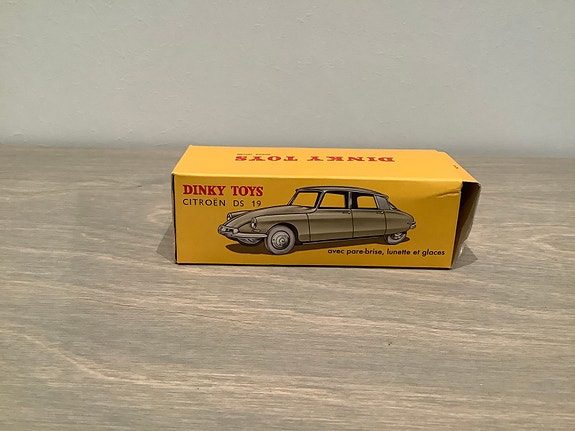 DINKY TOYS
DINKY TOYS
CITROËN DS 19
avec pare-brise, lunette et glaces